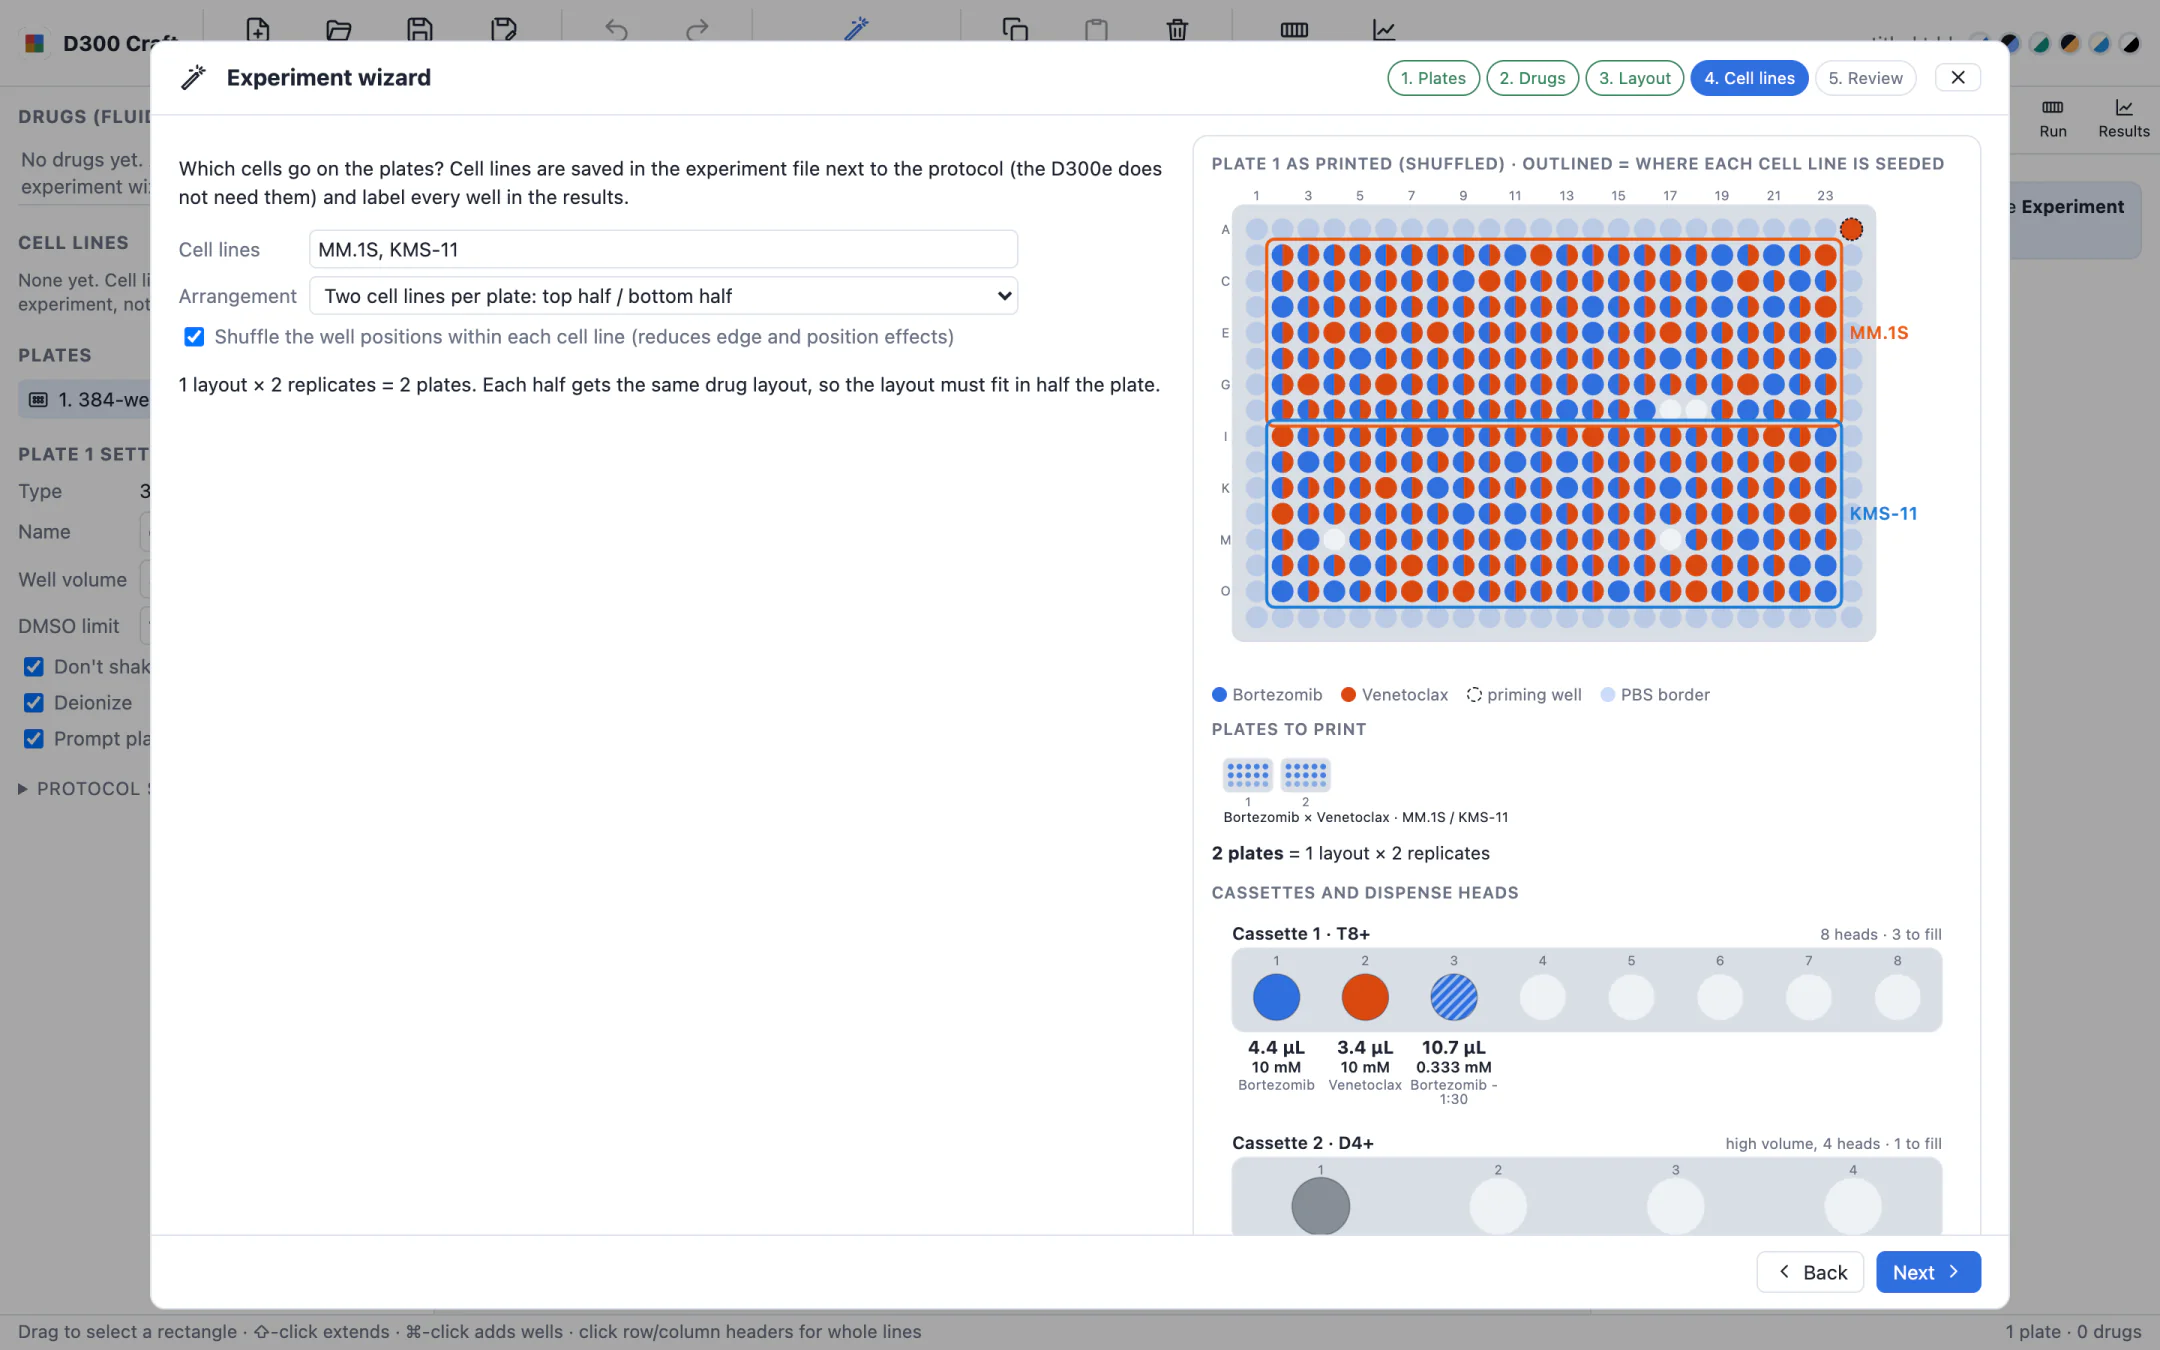 D300 Craft
Experiment wizard
1. Plates
2. Drugs
3. Layout
4. Cell lines
5. Review
Run
Results
DRUGS (FLUID
No drugs yet.
experiment wi
CELL LINES
None yet. Cell li
experiment, not
PLATES
1. 384-we
PLATE 1 SETT
Type 3
Name
Well volume
DMSO limit
Don't shak
Deionize
Prompt pla
PROTOCOL S
Experiment
Which cells go on the plates? Cell lines are saved in the experiment file next to the protocol (the D300e does
not need them) and label every well in the results.
Cell lines MM.1S, KMS-11
Arrangement Two cell lines per plate: top half / bottom half
Shuffle the well positions within each cell line (reduces edge and position effects)
1 layout × 2 replicates = 2 plates. Each half gets the same drug layout, so the layout must fit in half the plate.
PLATE 1 AS PRINTED (SHUFFLED) · OUTLINED = WHERE EACH CELL LINE IS SEEDED
1 3 5 7 9 11 13 15 17 19 21 23
A
C
E
MM.1S
G
I
K
KMS-11
M
O
Bortezomib Venetoclax priming well PBS border
PLATES TO PRINT
1 2
Bortezomib × Venetoclax · MM.1S / KMS-11
2 plates = 1 layout × 2 replicates
CASSETTES AND DISPENSE HEADS
Cassette 1 · T8+ 8 heads · 3 to fill
1 2 3 4 5 6 7 8
4.4 µL 3.4 µL 10.7 µL
10 mM 10 mM 0.333 mM
Bortezomib Venetoclax Bortezomib -
1:30
Cassette 2 · D4+ high volume, 4 heads · 1 to fill
1 2 3 4
Back
Next
Drag to select a rectangle · ⇧-click extends · ⌘-click adds wells · click row/column headers for whole lines
1 plate · 0 drugs